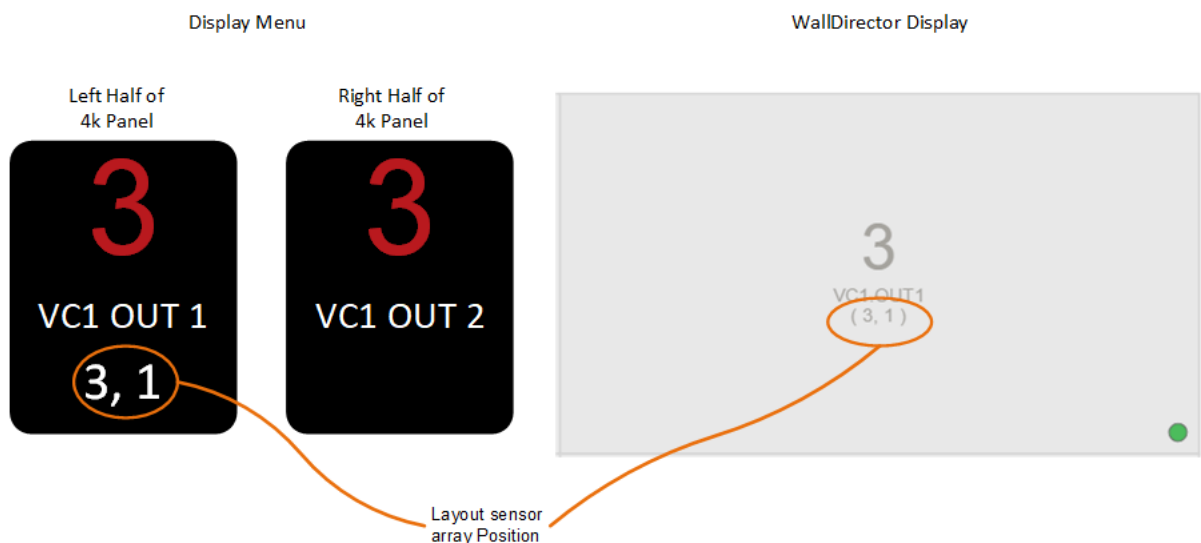 Display Menu
WallDirector Display
Left Half of
4k Panel
Right Half of
4k Panel
3
VC1 OUT 1
3, 1
3
VC1 OUT 2
3
VC1.OUT1
( 3, 1 )
Layout sensor
array Position